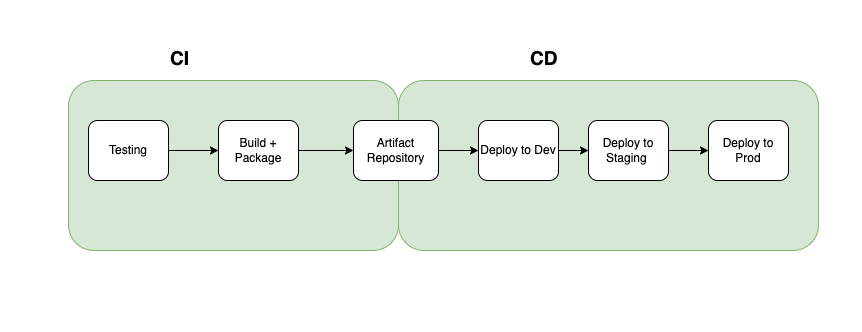 CI
CD
Testing
Build +
Package
Artifact
Repository
Deploy to Dev
Deploy to
Staging
Deploy to
Prod